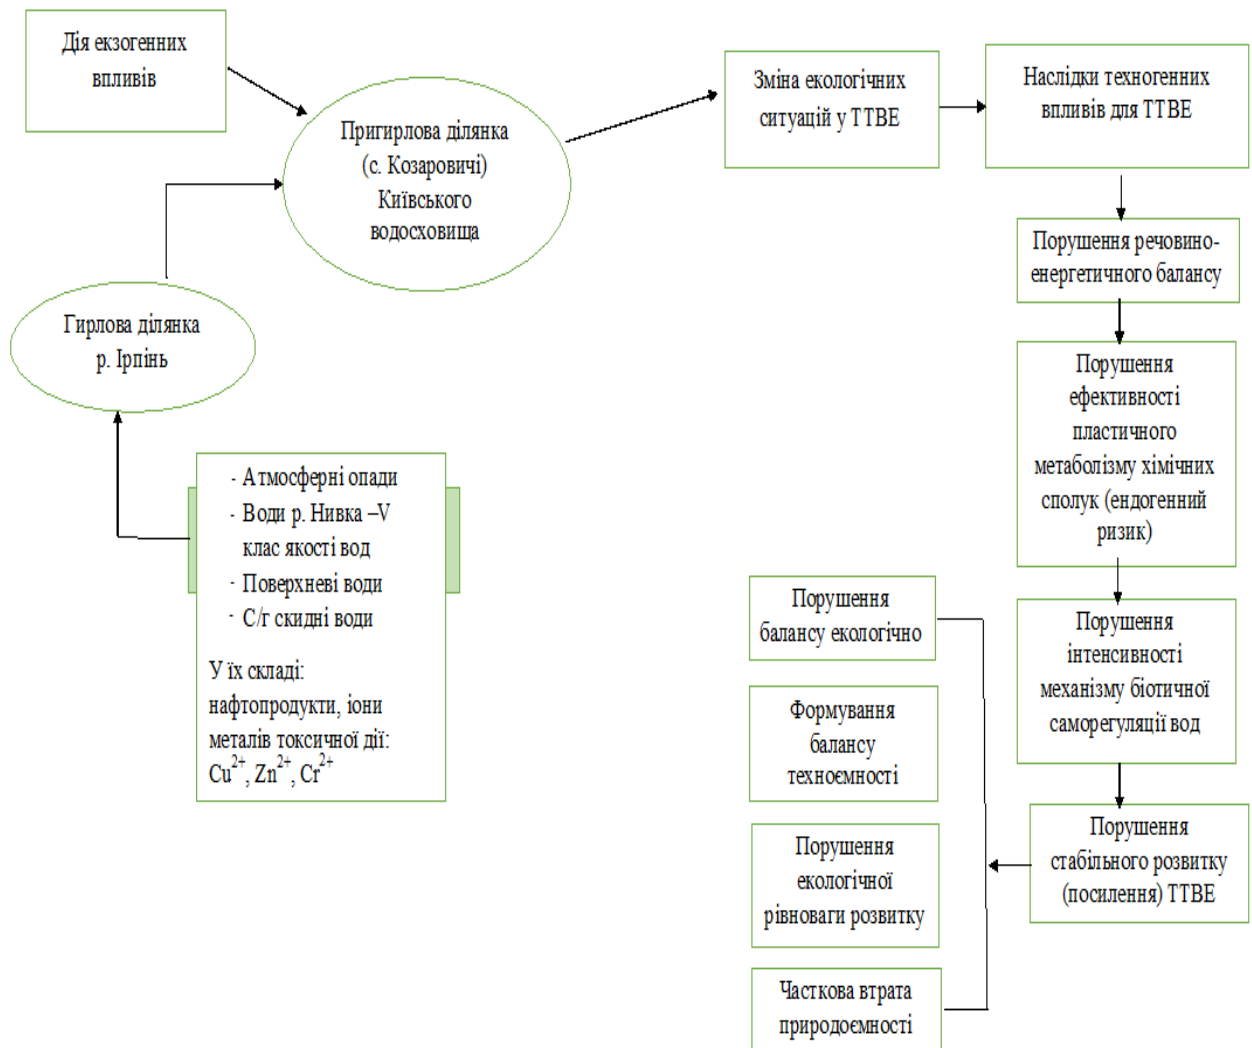 Дія екзогенних
впливів
Пригирлова ділянка
(с. Козаровичі)
Київського
водосховища
Зміна екологічних
ситуацій у ТТВЕ
Наслідки техногенних
впливів для ТТВЕ
Гирлова ділянка
р. Ірпінь
- Атмосферні опади
- Води р. Нивка –V
клас якості вод
- Поверхневі води
- С/г скидні води
У їх складі:
нафтопродукти, іони
металів токсичної дії:
Cu²⁺, Zn²⁺, Cr²⁺
Порушення речовино-
енергетичного балансу
Порушення
ефективності
пластичного
метаболізму хімічних
сполук (ендогенний
ризик)
Порушення
інтенсивності
механізму біотичної
саморегуляції вод
Порушення
стабільного розвитку
(посилення) ТТВЕ
Порушення
балансу екологічно
Формування
балансу
техноємності
Порушення
екологічної
рівноваги розвитку
Часткова втрата
природоємності